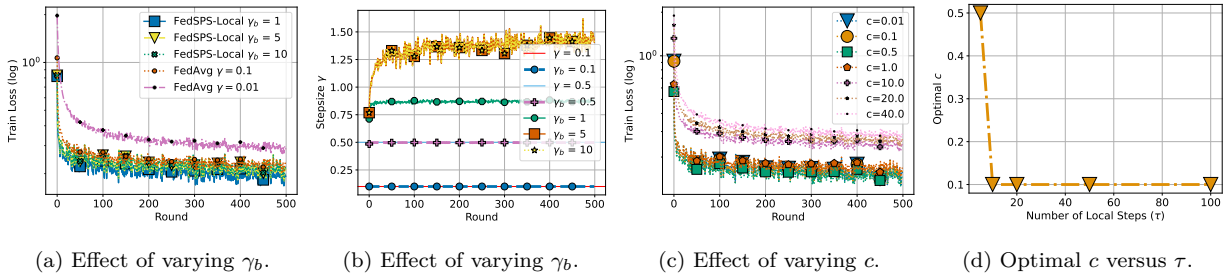 10⁰
Train Loss (log)
0
100
200
300
400
500
Round
FedSPS-Local γb = 1
FedSPS-Local γb = 5
FedSPS-Local γb = 10
FedAvg γ = 0.1
FedAvg γ = 0.01
(a) Effect of varying γb.
1.50
1.25
1.00
0.75
0.50
0.25
Stepsize γ
0
100
200
300
400
500
Round
γ = 0.1
γb = 0.1
γ = 0.5
γb = 0.5
γb = 1
γb = 5
γb = 10
(b) Effect of varying γb.
10⁰
Train Loss (log)
0
100
200
300
400
500
Round
c=0.01
c=0.1
c=0.5
c=1.0
c=10.0
c=20.0
c=40.0
(c) Effect of varying c.
0.5
0.4
0.3
0.2
0.1
Optimal c
20
40
60
80
100
Number of Local Steps (τ)
(d) Optimal c versus τ.